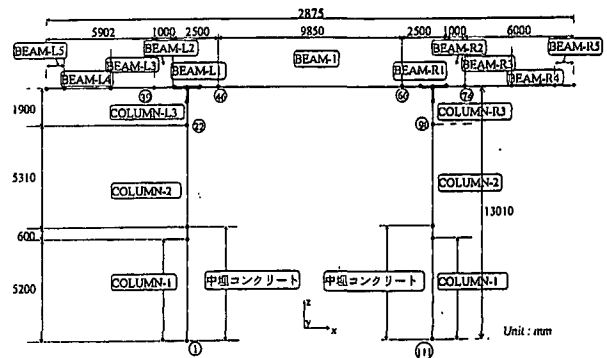 2875
5902 1000 2500 9850 2500 1000 6000
BEAM-L5 BEAM-L2 BEAM-R2 BEAM-R5
BEAM-L3 BEAM-1 BEAM-R3
BEAM-L4 BEAM-L1 BEAM-R1 BEAM-R4
35 46 66 74
1900 COLUMN-L3 COLUMN-R3
22
5310 COLUMN-2 COLUMN-2
13010
600
5200 COLUMN-1 中埋コンクリート 中埋コンクリート COLUMN-1
z
y x
Unit : mm
1 111